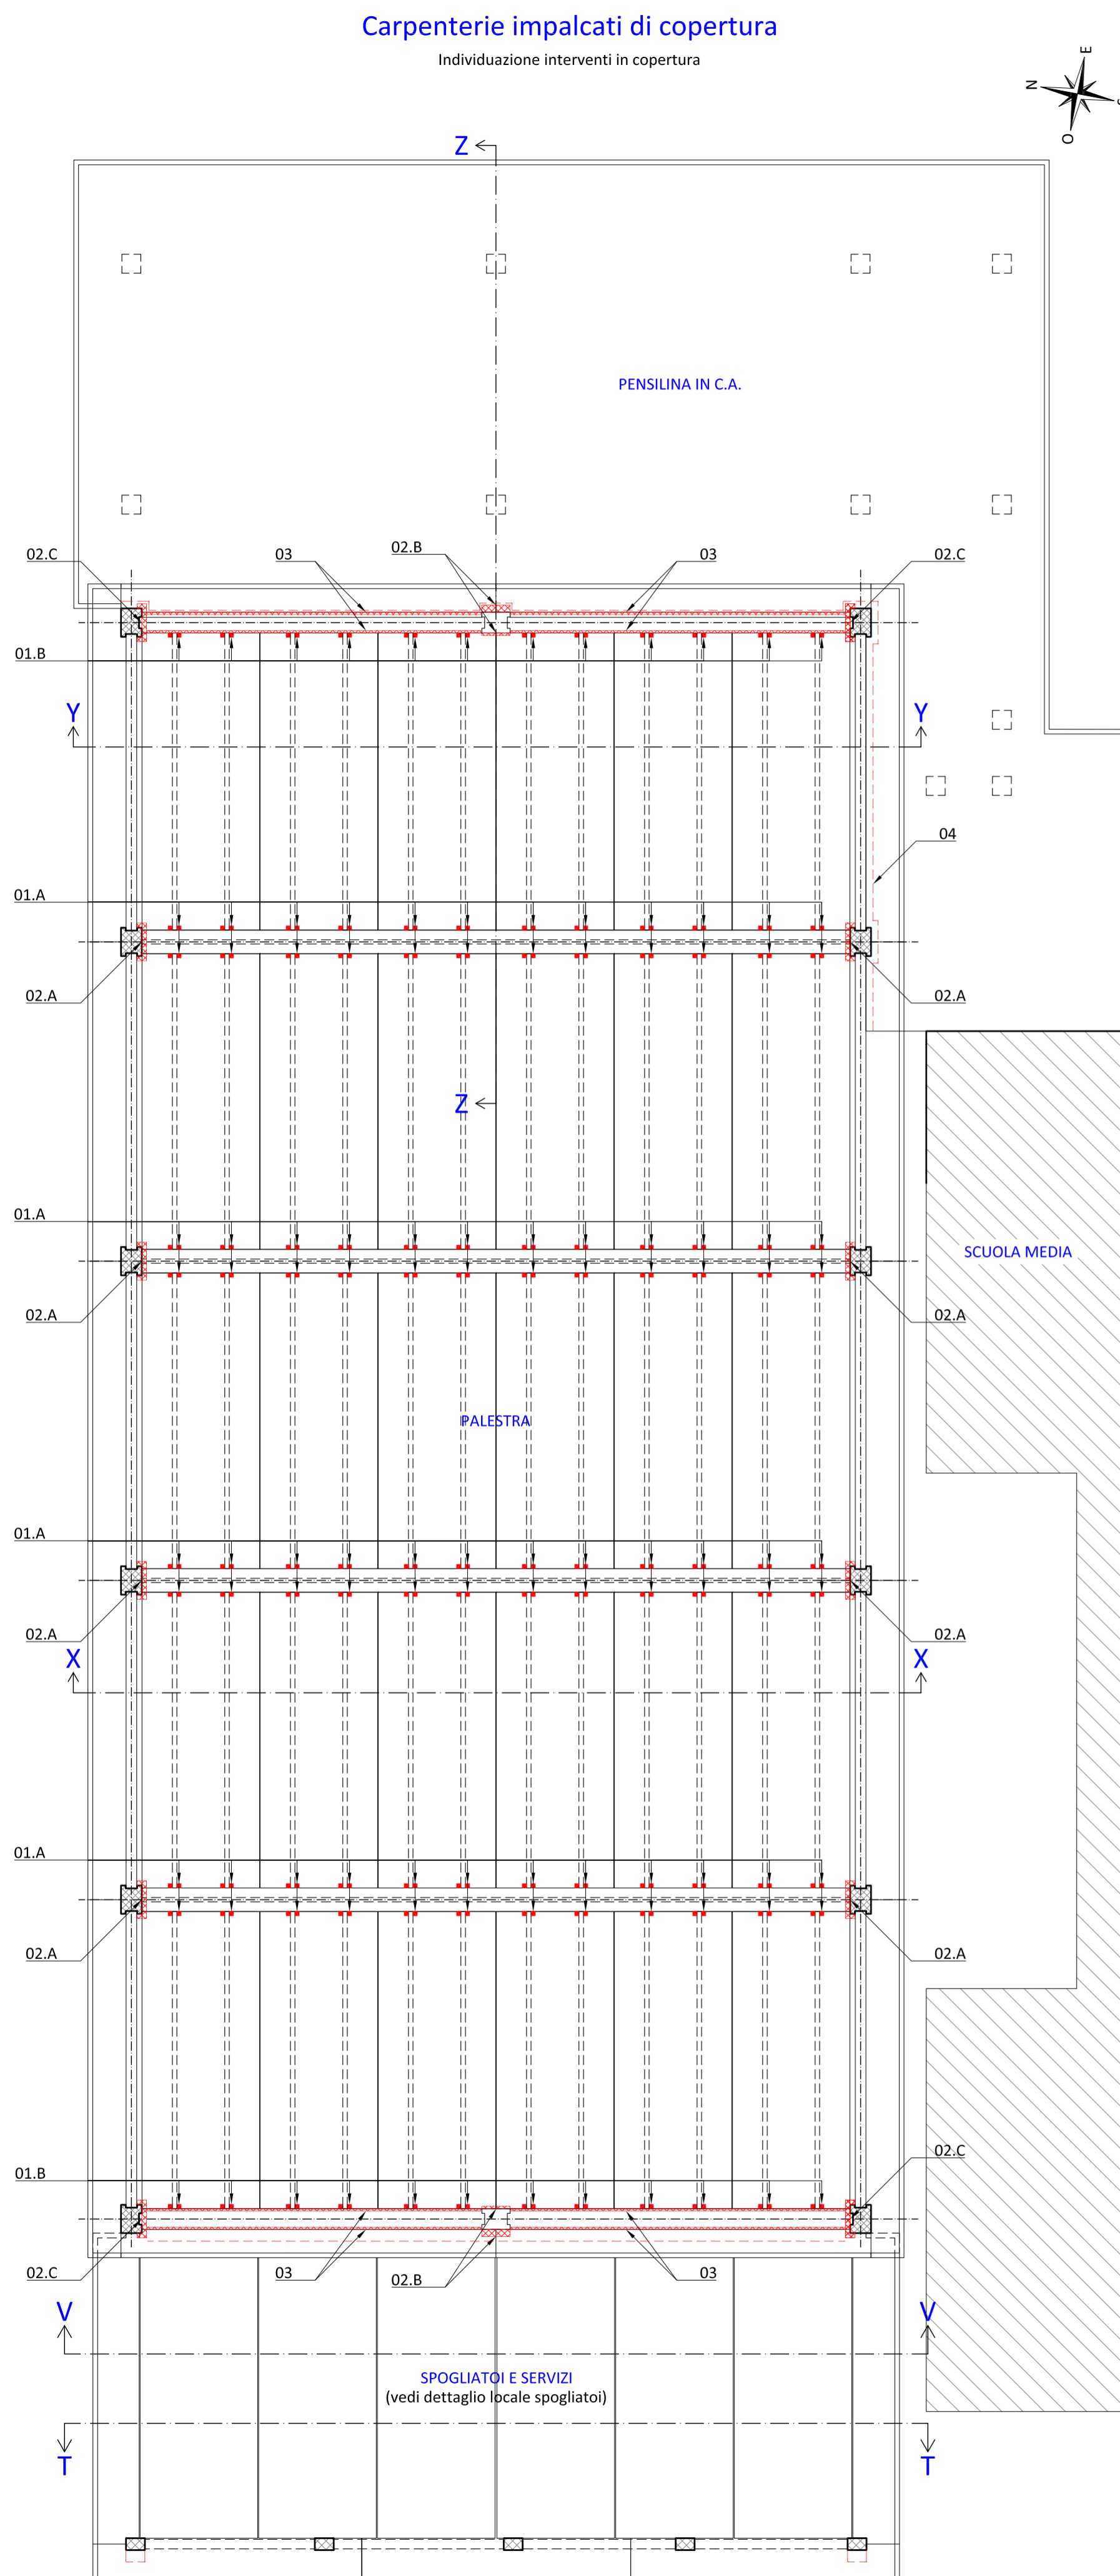 Carpenterie impalcati di copertura
Individuazione interventi in copertura
E
N
S
O
Z
PENSILINA IN C.A.
02.C
03
02.B
03
02.C
01.B
Y
Y
04
01.A
02.A
02.A
Z
01.A
SCUOLA MEDIA
02.A
02.A
PALESTRA
01.A
02.A
02.A
X
X
01.A
02.A
02.A
02.C
01.B
02.C
03
02.B
03
V
V
SPOGLIATOI E SERVIZI
(vedi dettaglio locale spogliatoi)
T
T